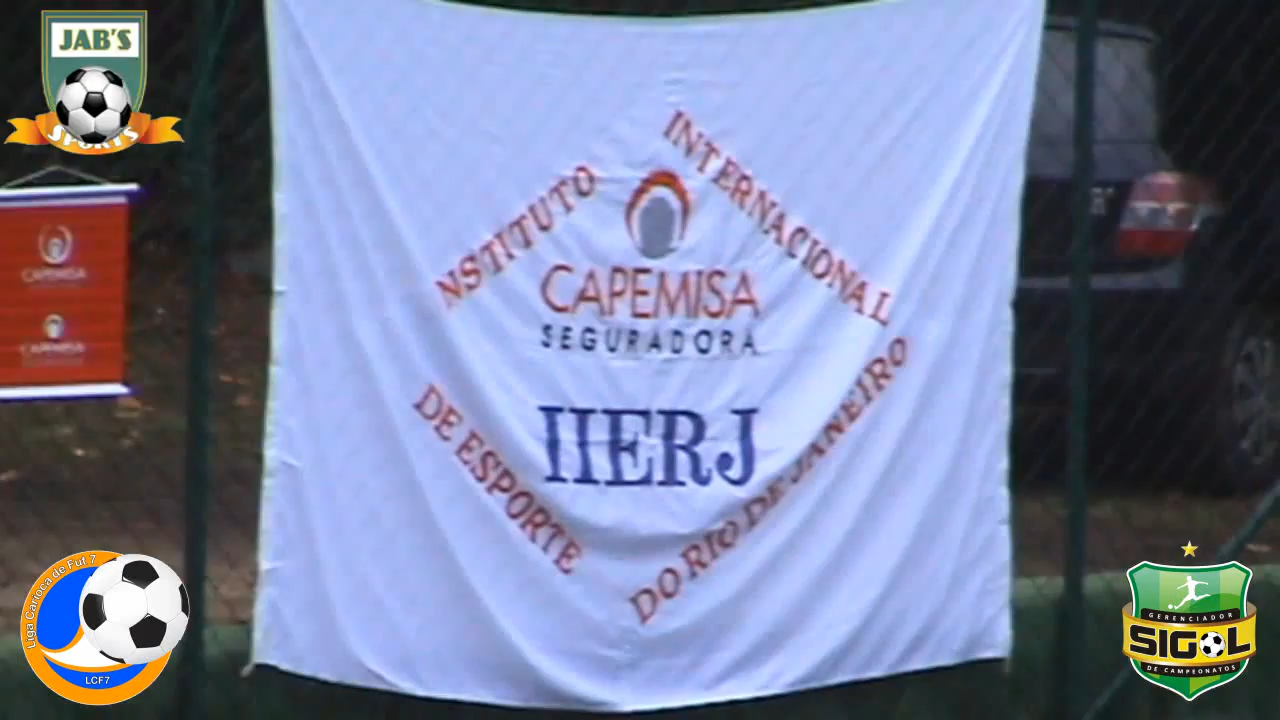 JAB'S
SPORTS
CAPEMISA
CAPEMISA
NSTITUTO
INTERNACIONAL
CAPEMISA
SEGURADORA
IIERJ
DE ESPORTE
DO RIO DE JANEIRO
Liga Carioca de Fut 7
LCF7
GERENCIADOR
SIGOL
DE CAMPEONATOS